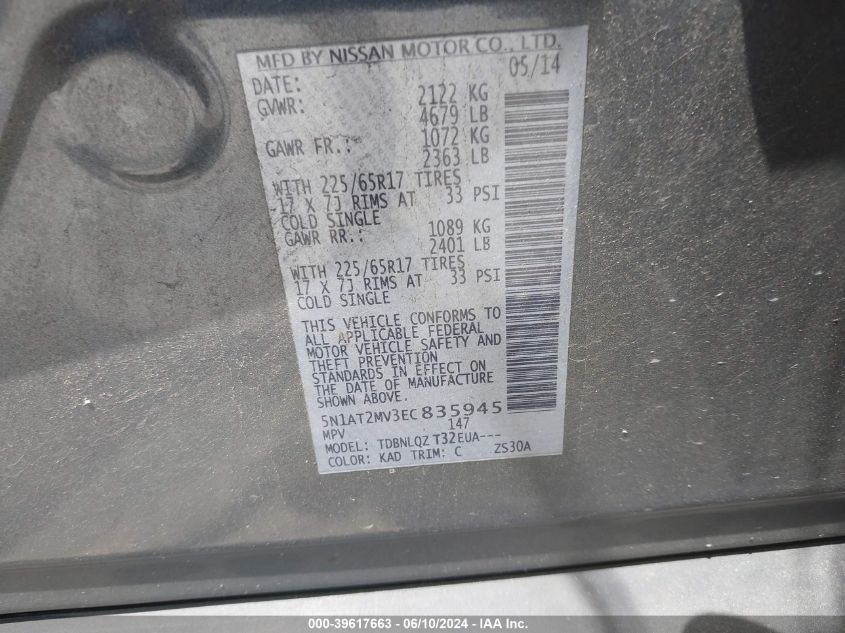 MFD BY NISSAN MOTOR CO., LTD.
DATE: 05/14
GVWR: 2122 KG
4679 LB
GAWR FR.: 1072 KG
2363 LB
WITH 225/65R17 TIRES
17 X 7J RIMS AT 33 PSI
COLD SINGLE
GAWR RR.: 1089 KG
2401 LB
WITH 225/65R17 TIRES
17 X 7J RIMS AT 33 PSI
COLD SINGLE
THIS VEHICLE CONFORMS TO
ALL APPLICABLE FEDERAL
MOTOR VEHICLE SAFETY AND
THEFT PREVENTION
STANDARDS IN EFFECT ON
THE DATE OF MANUFACTURE
SHOWN ABOVE.
5N1AT2MV3EC835945
MPV 147
MODEL: TDBNLQZ T32EUA---
COLOR: KAD TRIM: C ZS30A
000-39617663 - 06/10/2024 - IAA Inc.